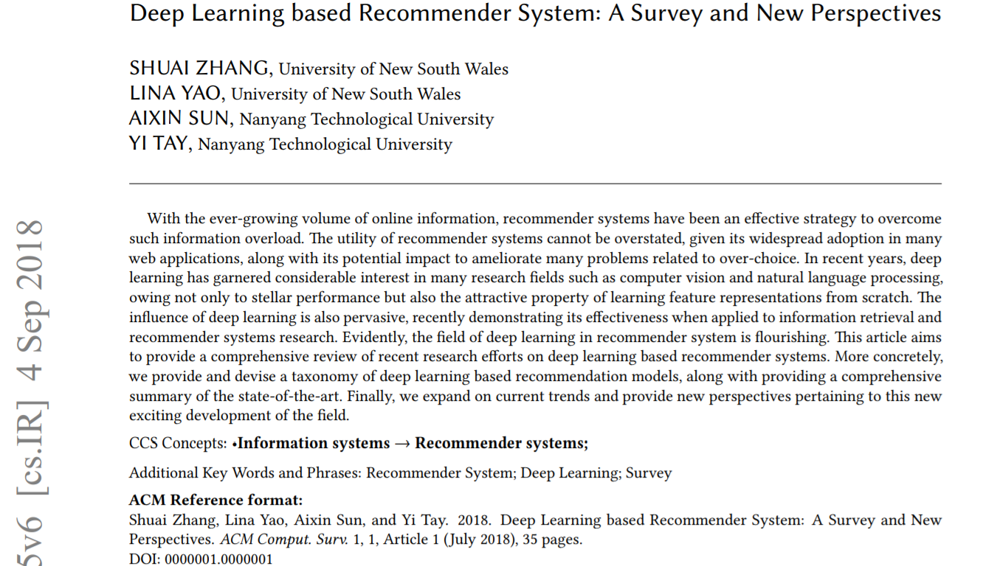 Deep Learning based Recommender System: A Survey and New Perspectives
SHUAI ZHANG, University of New South Wales
LINA YAO, University of New South Wales
AIXIN SUN, Nanyang Technological University
YI TAY, Nanyang Technological University
With the ever-growing volume of online information, recommender systems have been an effective strategy to overcome
such information overload. The utility of recommender systems cannot be overstated, given its widespread adoption in many
web applications, along with its potential impact to ameliorate many problems related to over-choice. In recent years, deep
learning has garnered considerable interest in many research fields such as computer vision and natural language processing,
owing not only to stellar performance but also the attractive property of learning feature representations from scratch. The
influence of deep learning is also pervasive, recently demonstrating its effectiveness when applied to information retrieval and
recommender systems research. Evidently, the field of deep learning in recommender system is flourishing. This article aims
to provide a comprehensive review of recent research efforts on deep learning based recommender systems. More concretely,
we provide and devise a taxonomy of deep learning based recommendation models, along with providing a comprehensive
summary of the state-of-the-art. Finally, we expand on current trends and provide new perspectives pertaining to this new
exciting development of the field.
CCS Concepts: •Information systems → Recommender systems;
Additional Key Words and Phrases: Recommender System; Deep Learning; Survey
ACM Reference format:
Shuai Zhang, Lina Yao, Aixin Sun, and Yi Tay. 2018. Deep Learning based Recommender System: A Survey and New
Perspectives. ACM Comput. Surv. 1, 1, Article 1 (July 2018), 35 pages.
DOI: 0000001.0000001
5v6 [cs.IR] 4 Sep 2018